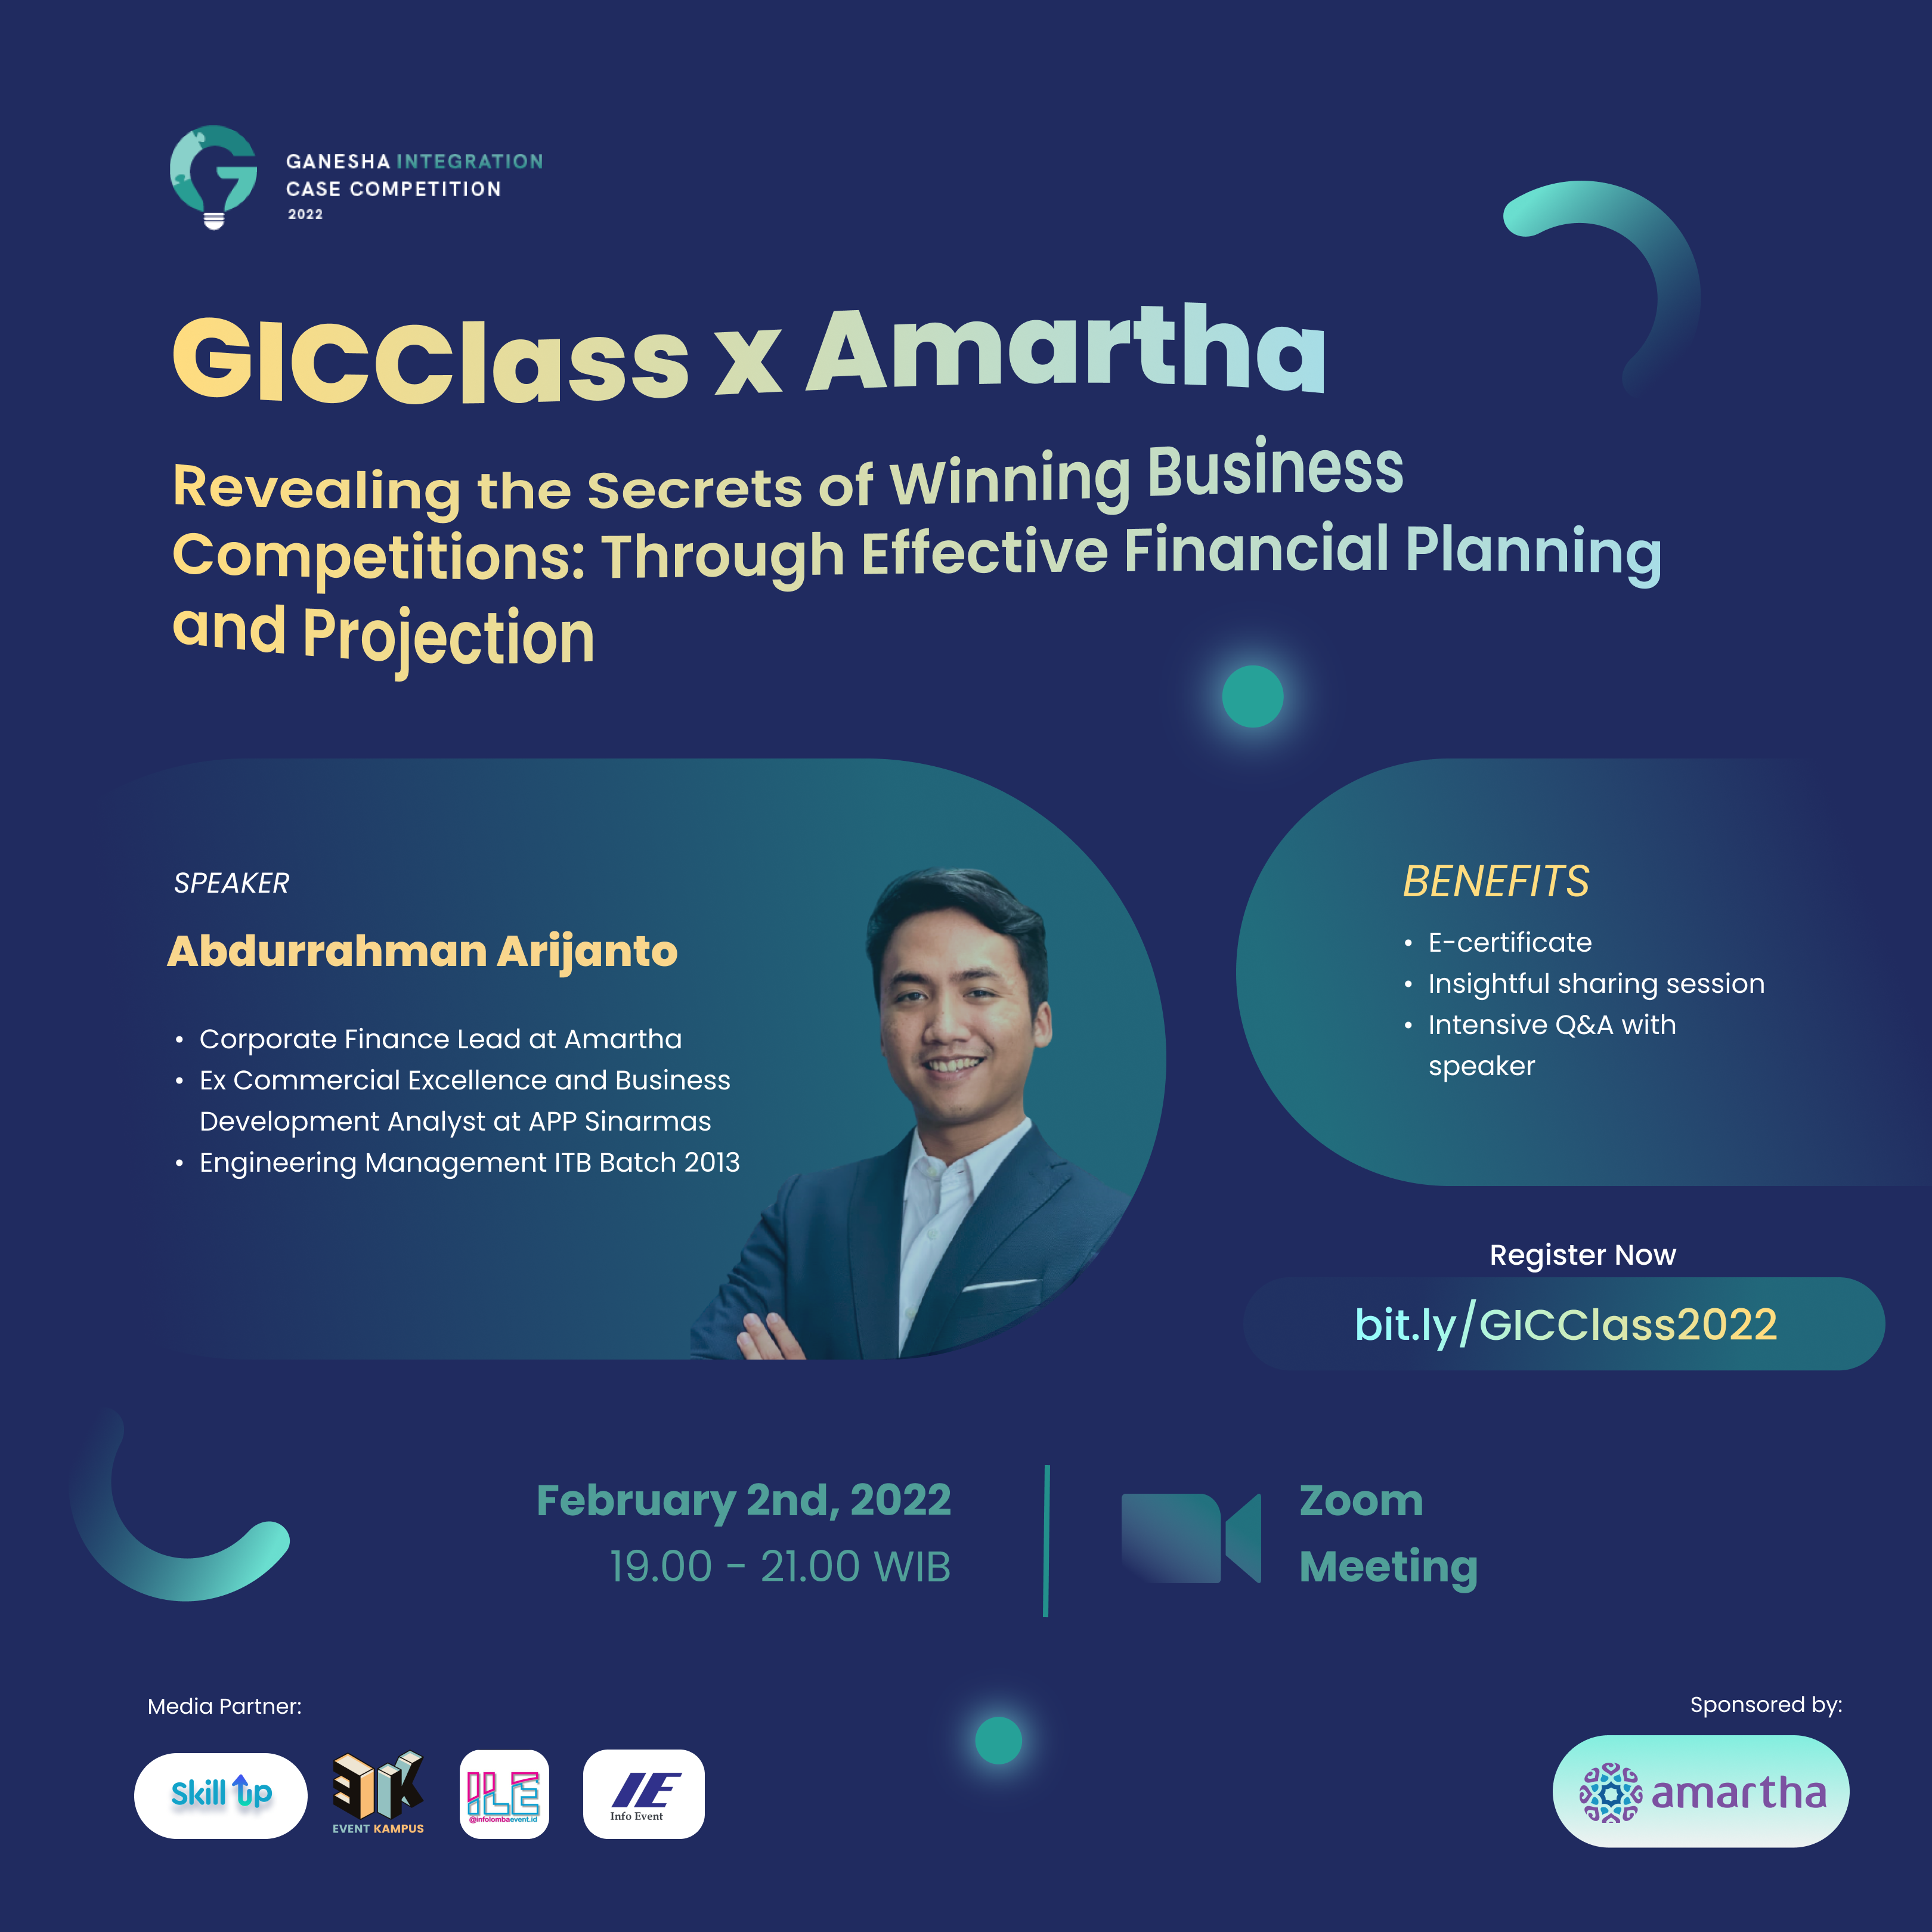 GANESHA INTEGRATION
CASE COMPETITION
2022
GICClass x Amartha
Revealing the Secrets of Winning Business
Competitions: Through Effective Financial Planning
and Projection
SPEAKER
Abdurrahman Arijanto
• Corporate Finance Lead at Amartha
• Ex Commercial Excellence and Business
Development Analyst at APP Sinarmas
• Engineering Management ITB Batch 2013
BENEFITS
• E-certificate
• Insightful sharing session
• Intensive Q&A with
speaker
Register Now
bit.ly/GICClass2022
February 2nd, 2022
19.00 - 21.00 WIB
Zoom
Meeting
Media Partner:
Skill Up
EK
EVENT KAMPUS
ILE
@infolombaevent.id
IE
Info Event
Sponsored by:
amartha